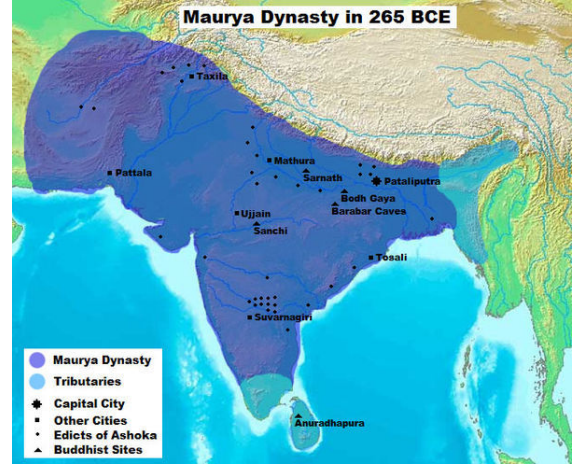 Maurya Dynasty in 265 BCE
Taxila
Mathura
Pattala
Sarnath
Pataliputra
Bodh Gaya
Barabar Caves
Ujjain
Sanchi
Tosali
Suvarnagiri
Anuradhapura
Maurya Dynasty
Tributaries
Capital City
Other Cities
Edicts of Ashoka
Buddhist Sites